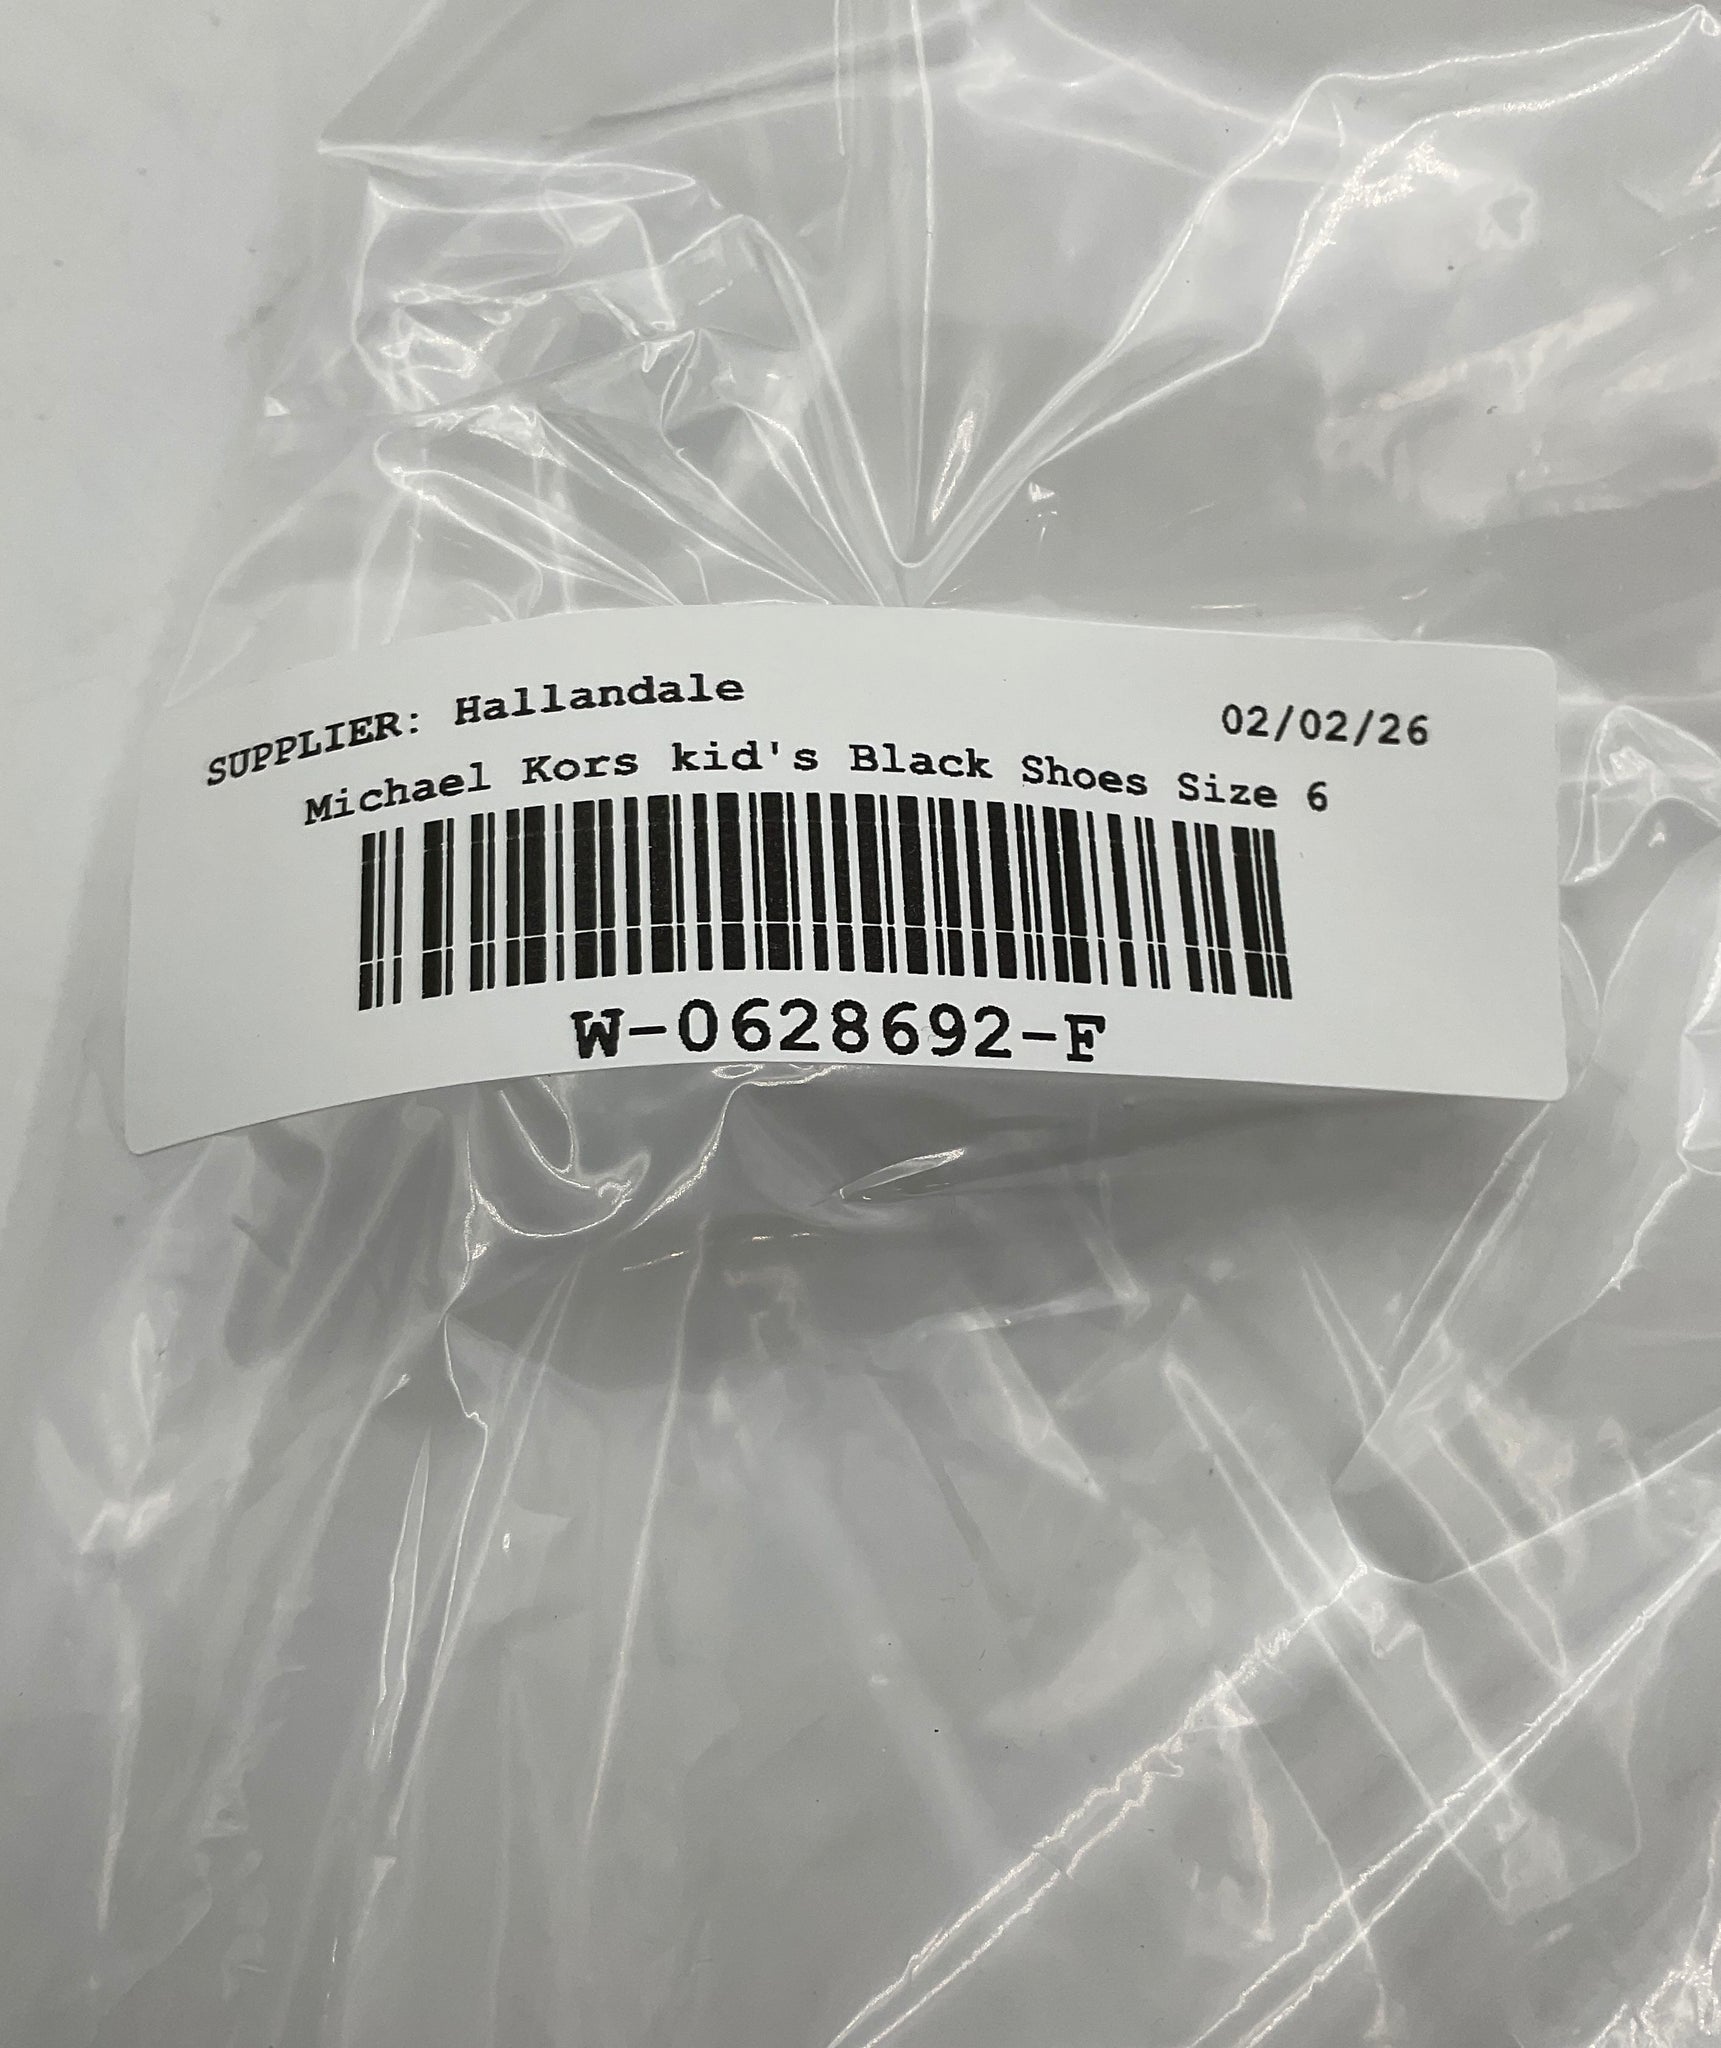 SUPPLIER: Hallandale 02/02/26
Michael Kors kid's Black Shoes Size 6
W-0628692-F